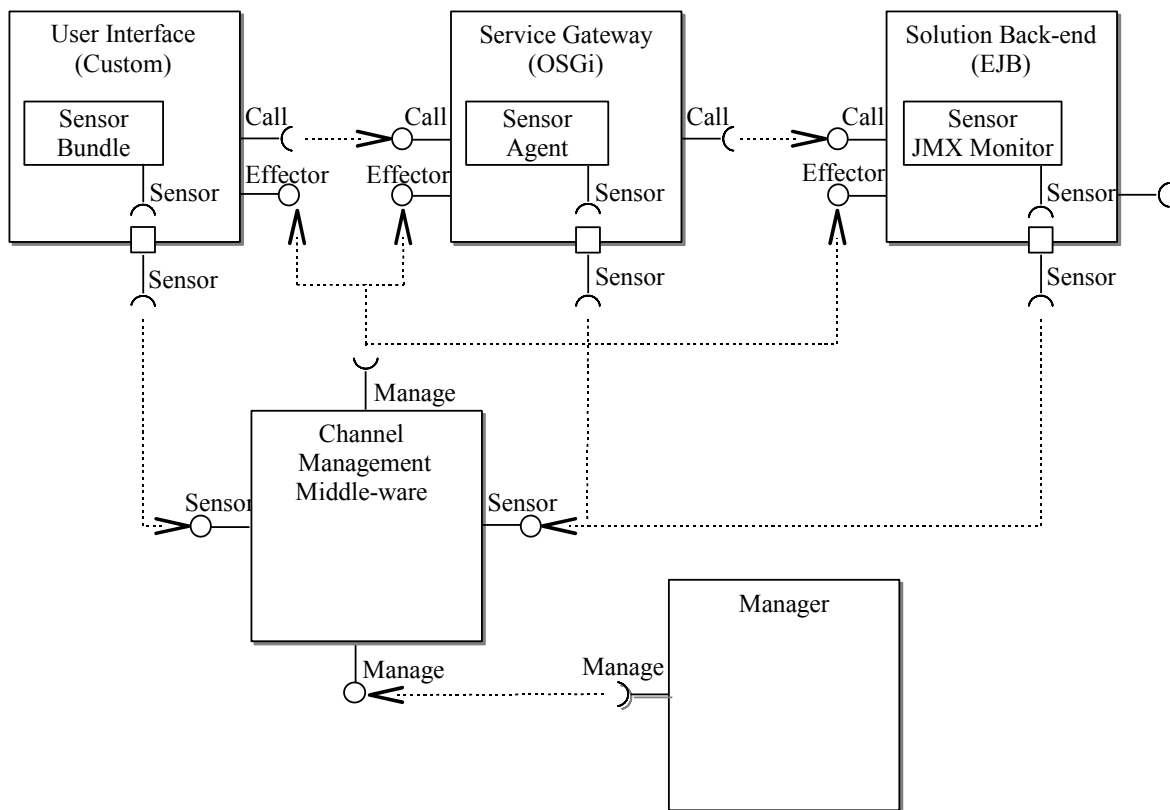 User Interface
(Custom)
Service Gateway
(OSGi)
Solution Back-end
(EJB)
Sensor
Bundle
Call
Call
Sensor
Agent
Call
Call
Sensor
JMX Monitor
Effector
Effector
Effector
Sensor
Sensor
Sensor
Sensor
Sensor
Sensor
Manage
Channel
Management
Middle-ware
Sensor
Sensor
Manager
Manage
Manage